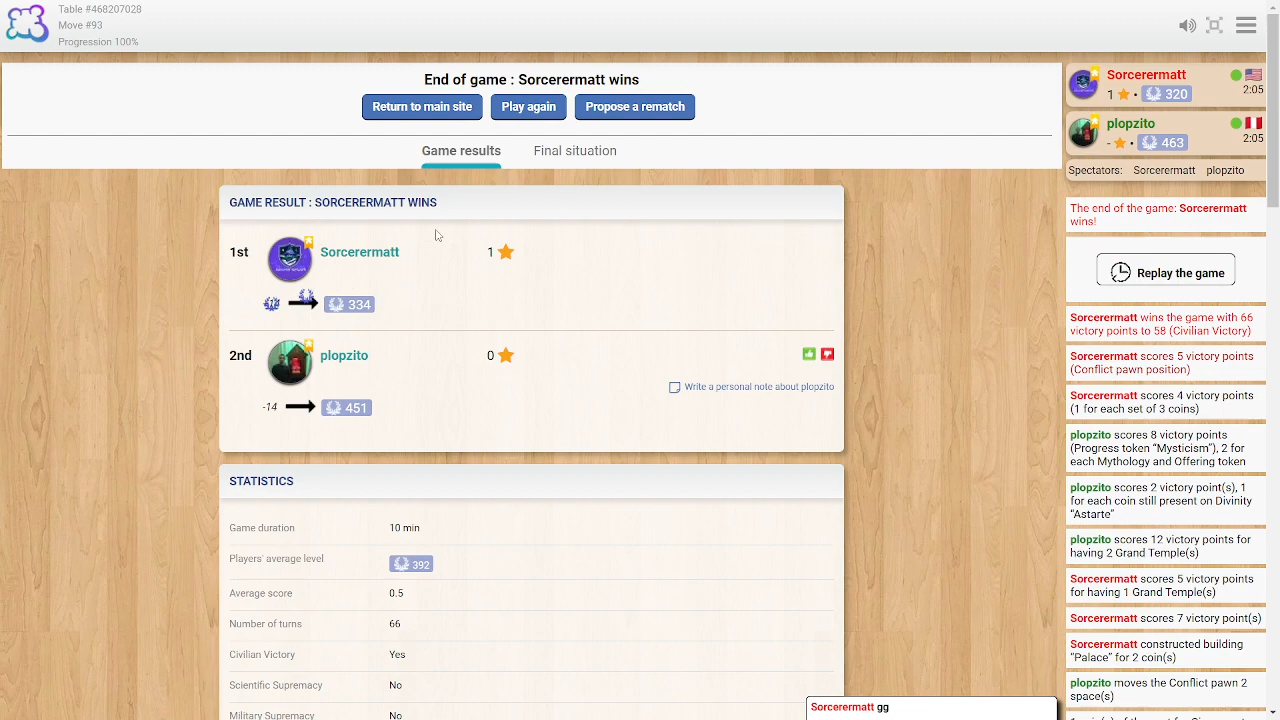 Table #468207028
Move #93
Progression 100%
End of game : Sorcerermatt wins
Return to main site
Play again
Propose a rematch
Game results
Final situation
GAME RESULT : SORCERERMATT WINS
1st
Sorcerermatt
1
334
2nd
plopzito
0
Write a personal note about plopzito
-14
451
STATISTICS
Game duration
10 min
Players' average level
392
Average score
0.5
Number of turns
66
Civilian Victory
Yes
Scientific Supremacy
No
Military Supremacy
No
Sorcerermatt
1 • 320
2:05
plopzito
- • 463
2:05
Spectators: Sorcerermatt plopzito
The end of the game: Sorcerermatt
wins!
Replay the game
Sorcerermatt wins the game with 66
victory points to 58 (Civilian Victory)
Sorcerermatt scores 5 victory points
(Conflict pawn position)
Sorcerermatt scores 4 victory points
(1 for each set of 3 coins)
plopzito scores 8 victory points
(Progress token “Mysticism”), 2 for
each Mythology and Offering token
plopzito scores 2 victory point(s), 1
for each coin still present on Divinity
“Astarte”
plopzito scores 12 victory points for
having 2 Grand Temple(s)
Sorcerermatt scores 5 victory points
for having 1 Grand Temple(s)
Sorcerermatt scores 7 victory point(s)
Sorcerermatt constructed building
“Palace” for 2 coin(s)
plopzito moves the Conflict pawn 2
space(s)
Sorcerermatt gg